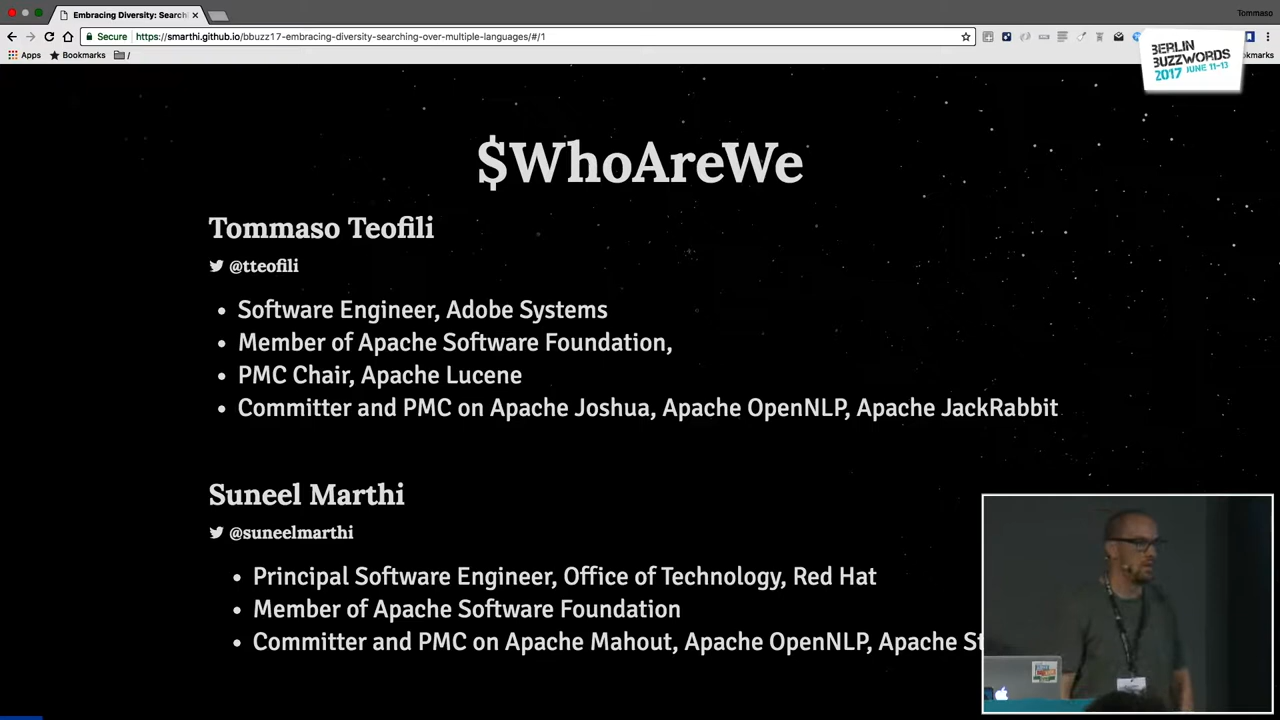 Embracing Diversity: Search
Tommaso
Secure
https://smarthi.github.io/bbuzz17-embracing-diversity-searching-over-multiple-languages/#/1
Apps
Bookmarks
/
BERLIN
BUZZWORDS
2017 JUNE 11-13
okmarks
$WhoAreWe
Tommaso Teofili
@tteofili
• Software Engineer, Adobe Systems
• Member of Apache Software Foundation,
• PMC Chair, Apache Lucene
• Committer and PMC on Apache Joshua, Apache OpenNLP, Apache JackRabbit
Suneel Marthi
@suneelmarthi
• Principal Software Engineer, Office of Technology, Red Hat
• Member of Apache Software Foundation
• Committer and PMC on Apache Mahout, Apache OpenNLP, Apache St